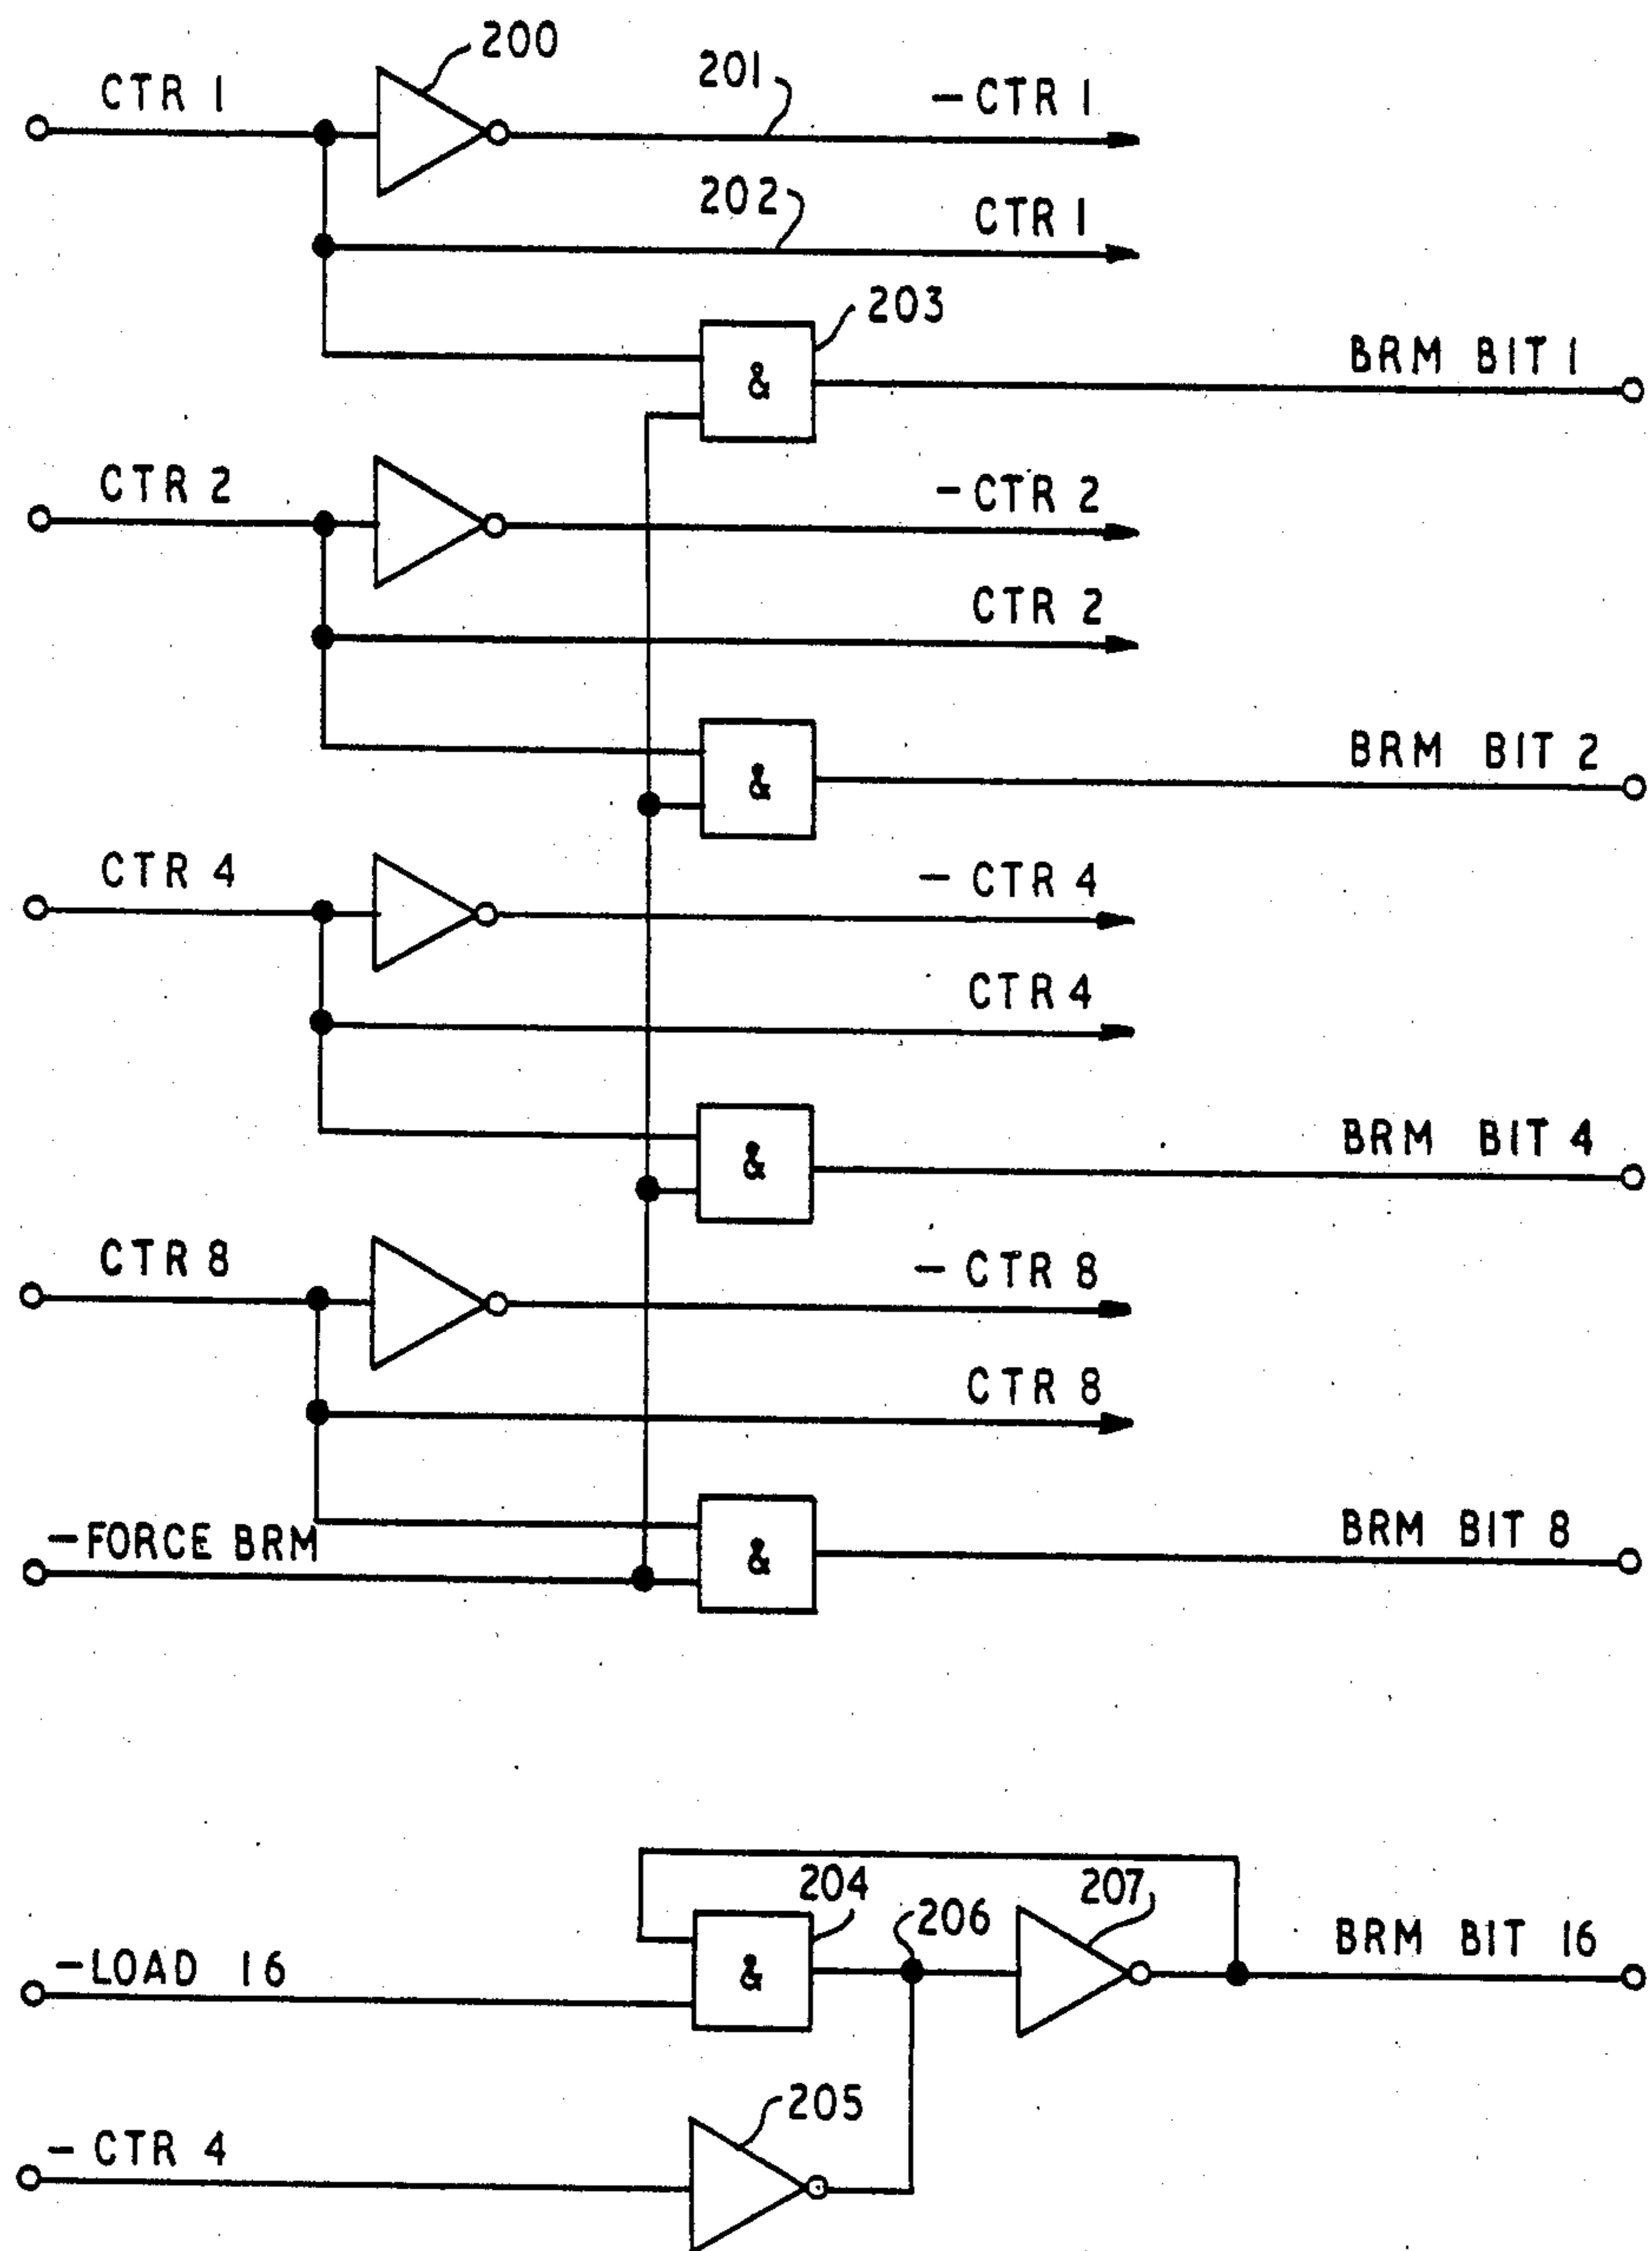 200
CTR 1
201
- CTR 1
202
CTR 1
203
&
BRM BIT 1
CTR 2
- CTR 2
CTR 2
&
BRM BIT 2
CTR 4
- CTR 4
CTR 4
&
BRM BIT 4
CTR 8
- CTR 8
CTR 8
-FORCE BRM
&
BRM BIT 8
204
207
206
-LOAD 16
&
BRM BIT 16
205
- CTR 4